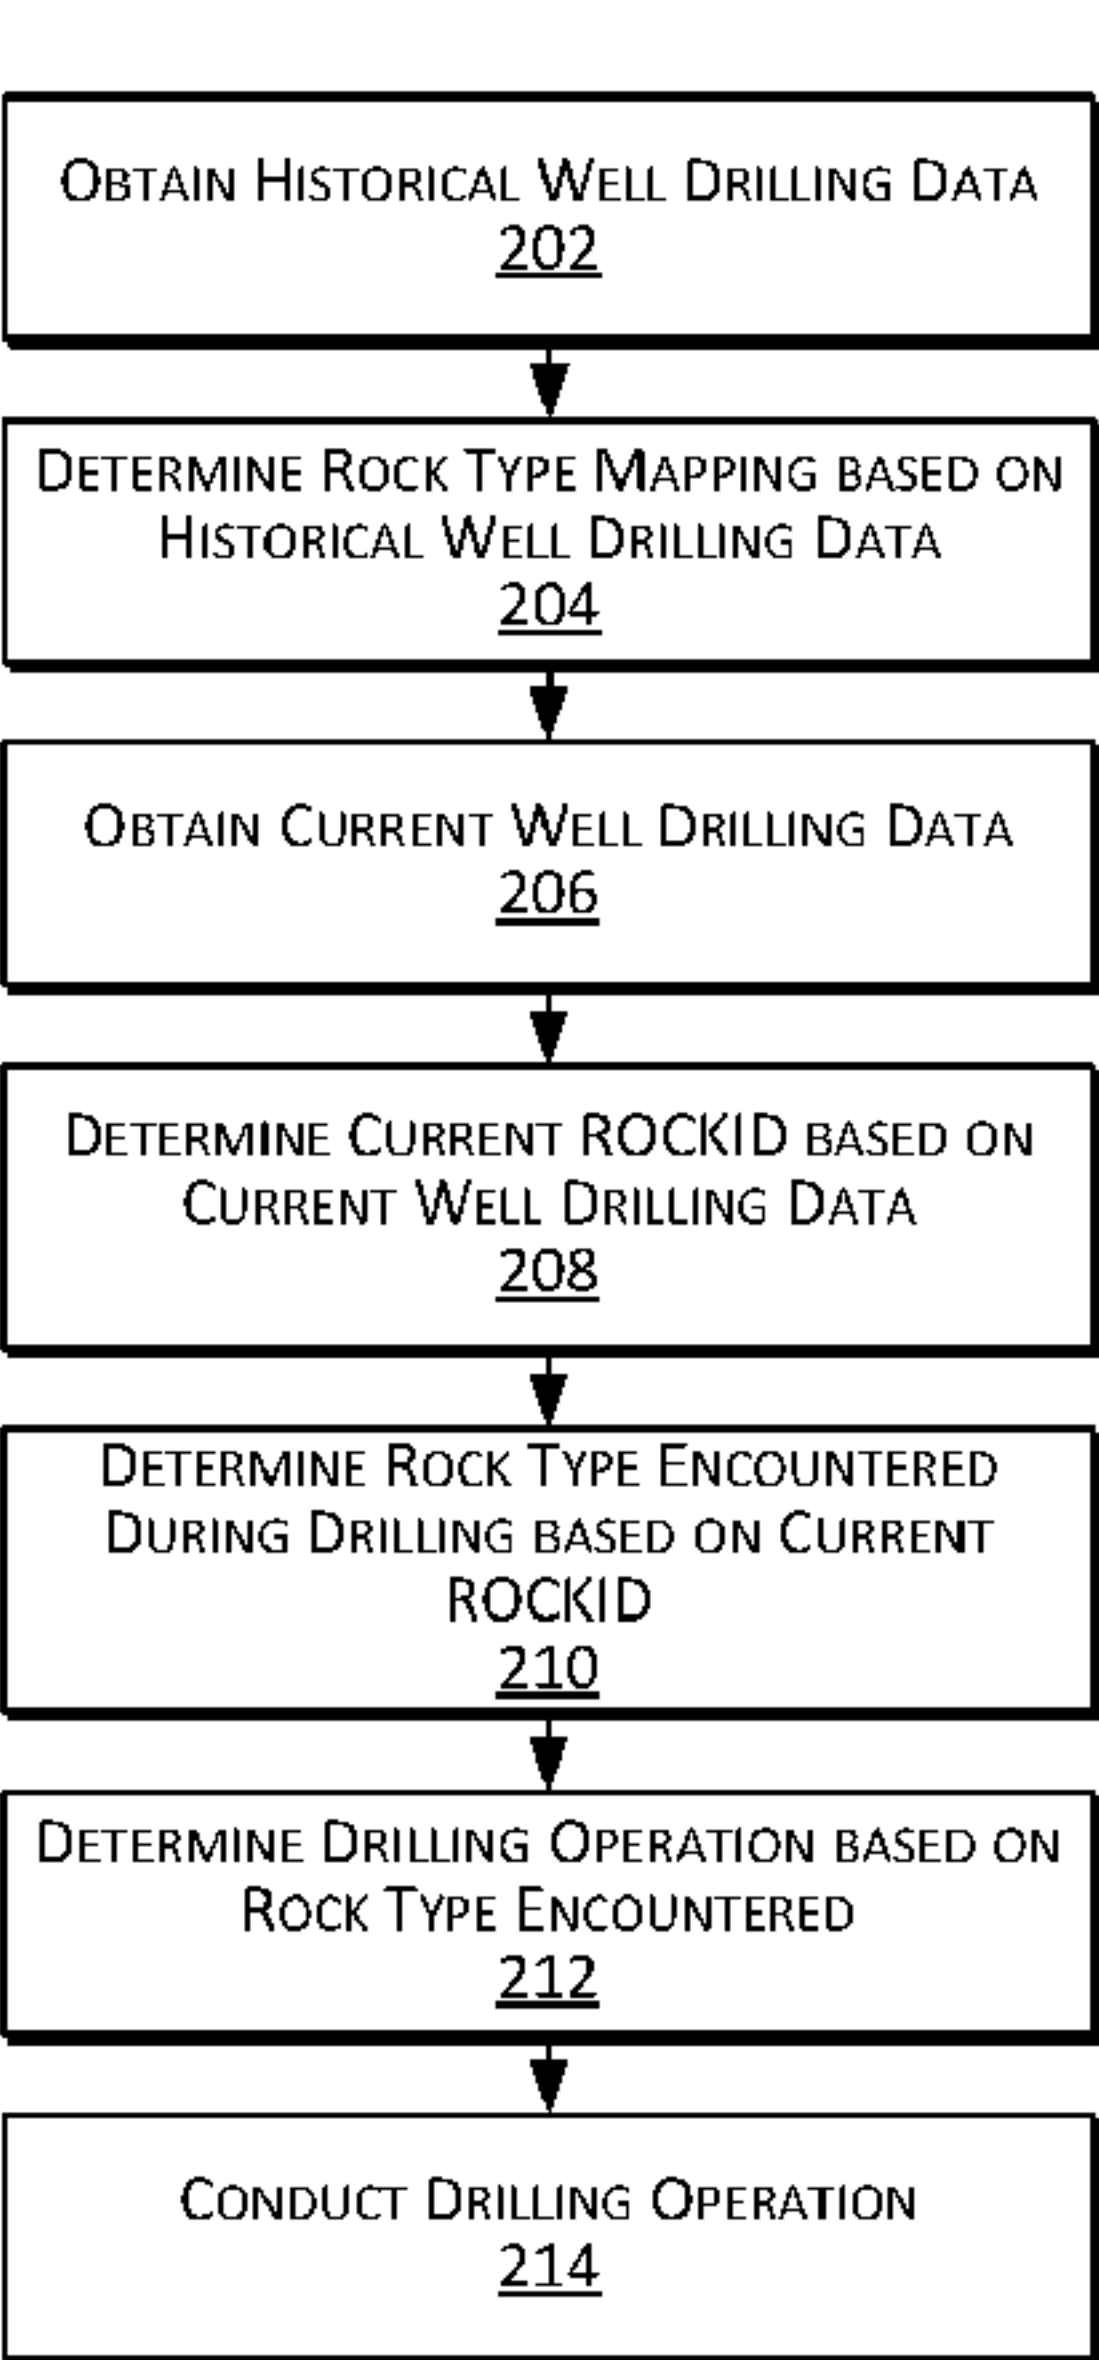 OBTAIN HISTORICAL WELL DRILLING DATA
202
DETERMINE ROCK TYPE MAPPING BASED ON
HISTORICAL WELL DRILLING DATA
204
OBTAIN CURRENT WELL DRILLING DATA
206
DETERMINE CURRENT ROCKID BASED ON
CURRENT WELL DRILLING DATA
208
DETERMINE ROCK TYPE ENCOUNTERED
DURING DRILLING BASED ON CURRENT
ROCKID
210
DETERMINE DRILLING OPERATION BASED ON
ROCK TYPE ENCOUNTERED
212
CONDUCT DRILLING OPERATION
214